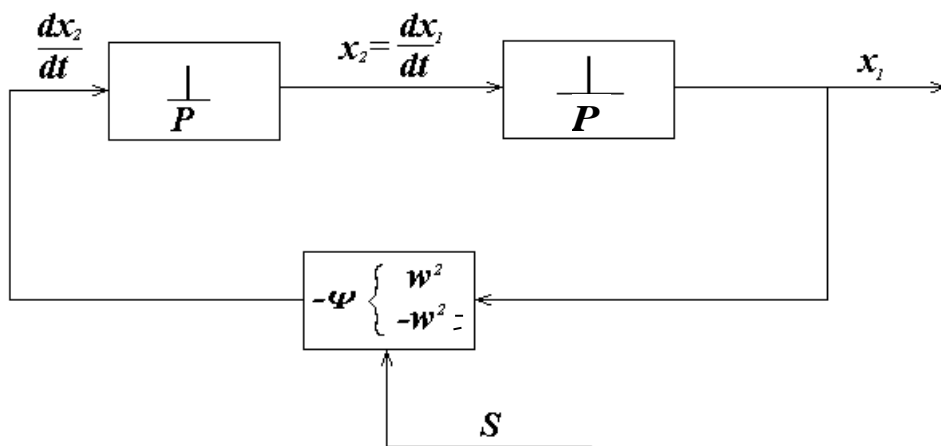 dx₂/dt
1/P
x₂ = dx₁/dt
1/P
x₁
-Ψ { w²
-w² =
S